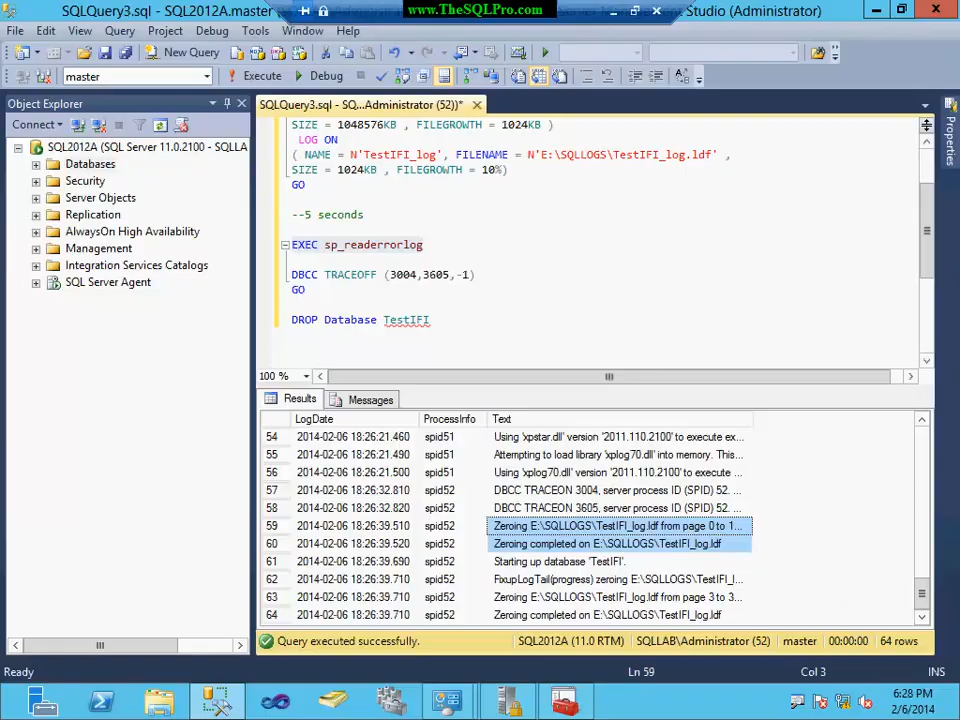 SQLQuery3.sql - SQL2012A.master
www.TheSQLPro.com
Studio (Administrator)
File Edit View Query Project Debug Tools Window Help
New Query
master
Execute Debug
Object Explorer
Connect
SQL2012A (SQL Server 11.0.2100 - SQLLA
Databases
Security
Server Objects
Replication
AlwaysOn High Availability
Management
Integration Services Catalogs
SQL Server Agent
SQLQuery3.sql - SQ...Administrator (52))*
SIZE = 1048576KB , FILEGROWTH = 1024KB )
LOG ON
( NAME = N'TestIFI_log', FILENAME = N'E:\SQLLOGS\TestIFI_log.ldf' ,
SIZE = 1024KB , FILEGROWTH = 10%)
GO
--5 seconds
EXEC sp_readerrorlog
DBCC TRACEOFF (3004,3605,-1)
GO
DROP Database TestIFI
100 %
Properties
Results Messages
LogDate ProcessInfo Text
54 2014-02-06 18:26:21.460 spid51 Using 'xpstar.dll' version '2011.110.2100' to execute ex...
55 2014-02-06 18:26:21.490 spid51 Attempting to load library 'xplog70.dll' into memory. This...
56 2014-02-06 18:26:21.500 spid51 Using 'xplog70.dll' version '2011.110.2100' to execute ...
57 2014-02-06 18:26:32.810 spid52 DBCC TRACEON 3004, server process ID (SPID) 52. ...
58 2014-02-06 18:26:32.820 spid52 DBCC TRACEON 3605, server process ID (SPID) 52. ...
59 2014-02-06 18:26:39.510 spid52 Zeroing E:\SQLLOGS\TestIFI_log.ldf from page 0 to 1...
60 2014-02-06 18:26:39.520 spid52 Zeroing completed on E:\SQLLOGS\TestIFI_log.ldf
61 2014-02-06 18:26:39.690 spid52 Starting up database 'TestIFI'.
62 2014-02-06 18:26:39.710 spid52 FixupLogTail(progress) zeroing E:\SQLLOGS\TestIFI_l...
63 2014-02-06 18:26:39.710 spid52 Zeroing E:\SQLLOGS\TestIFI_log.ldf from page 3 to 3...
64 2014-02-06 18:26:39.710 spid52 Zeroing completed on E:\SQLLOGS\TestIFI_log.ldf
Query executed successfully. SQL2012A (11.0 RTM) SQLLAB\Administrator (52) master 00:00:00 64 rows
Ready Ln 59 Col 3 INS
6:28 PM
2/6/2014